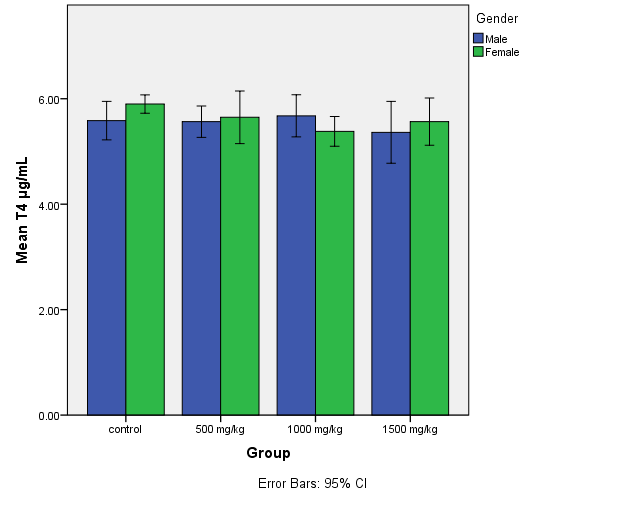 Gender
Male
Female
6.00
4.00
2.00
0.00
Mean T4 µg/mL
control 500 mg/kg 1000 mg/kg 1500 mg/kg
Group
Error Bars: 95% CI